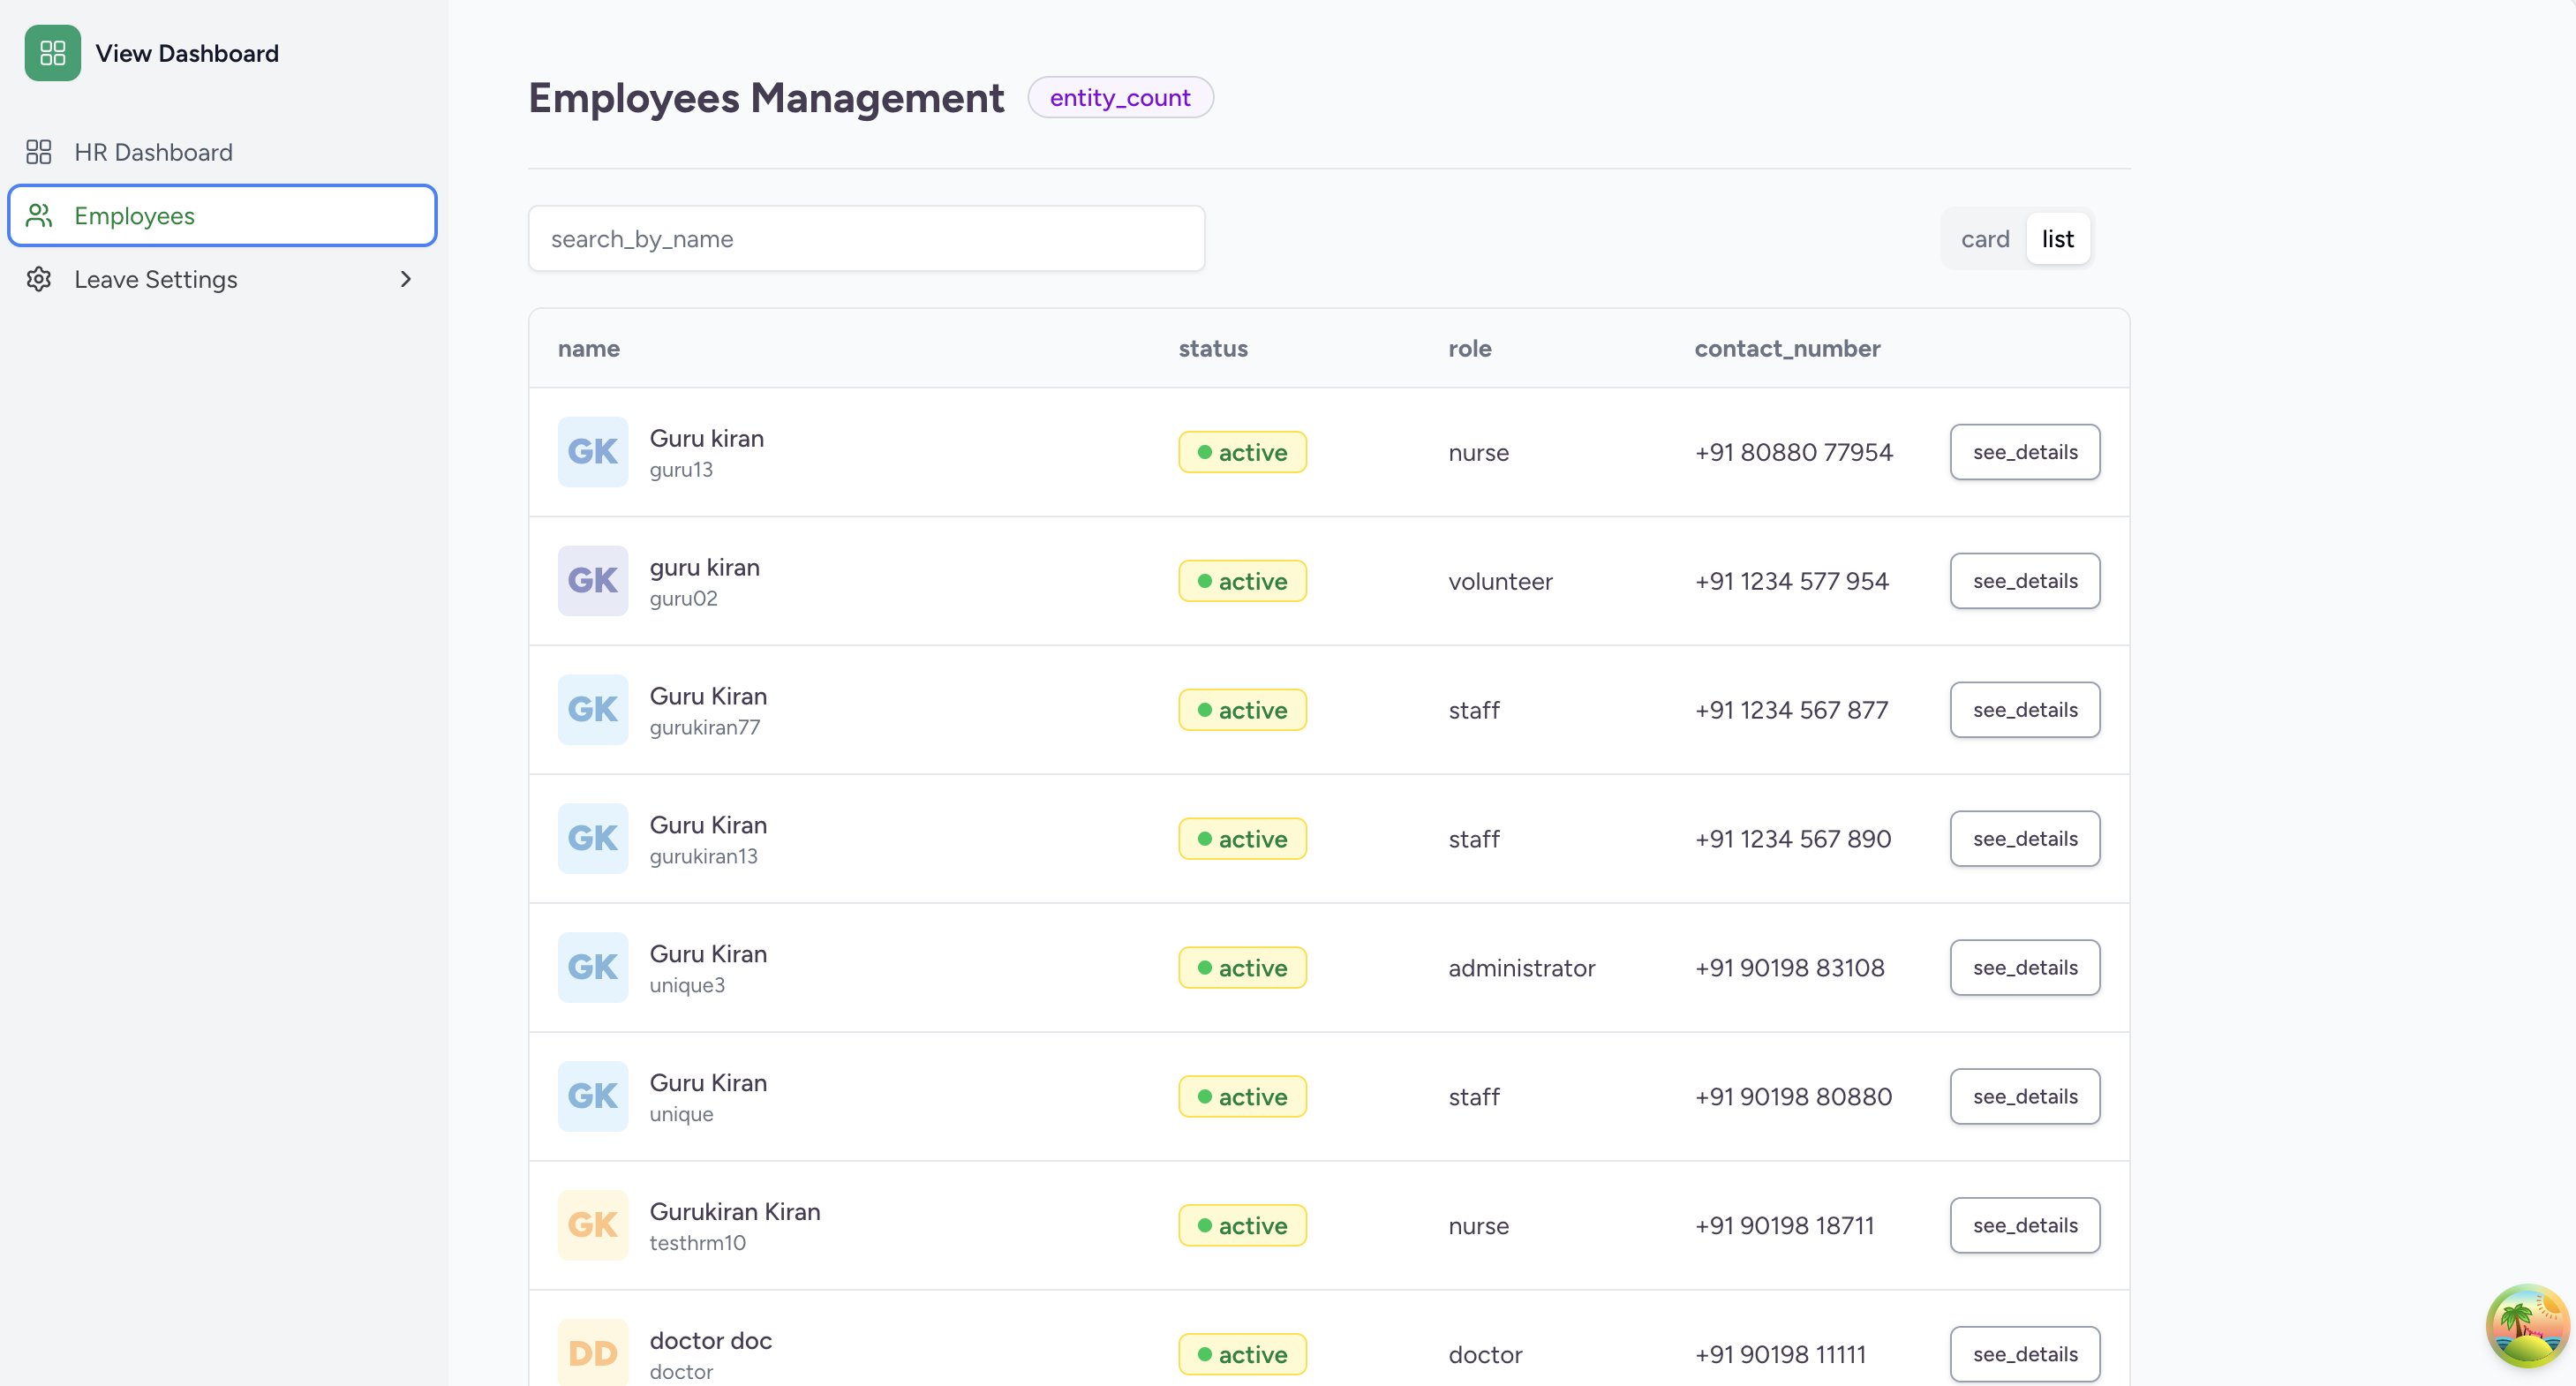 View Dashboard
HR Dashboard
Employees
Leave Settings
Employees Management entity_count
search_by_name
card list
name status role contact_number
GK Guru kiran active nurse +91 80880 77954 see_details
guru13
GK guru kiran active volunteer +91 1234 577 954 see_details
guru02
GK Guru Kiran active staff +91 1234 567 877 see_details
gurukiran77
GK Guru Kiran active staff +91 1234 567 890 see_details
gurukiran13
GK Guru Kiran active administrator +91 90198 83108 see_details
unique3
GK Guru Kiran active staff +91 90198 80880 see_details
unique
GK Gurukiran Kiran active nurse +91 90198 18711 see_details
testhrm10
DD doctor doc active doctor +91 90198 11111 see_details
doctor